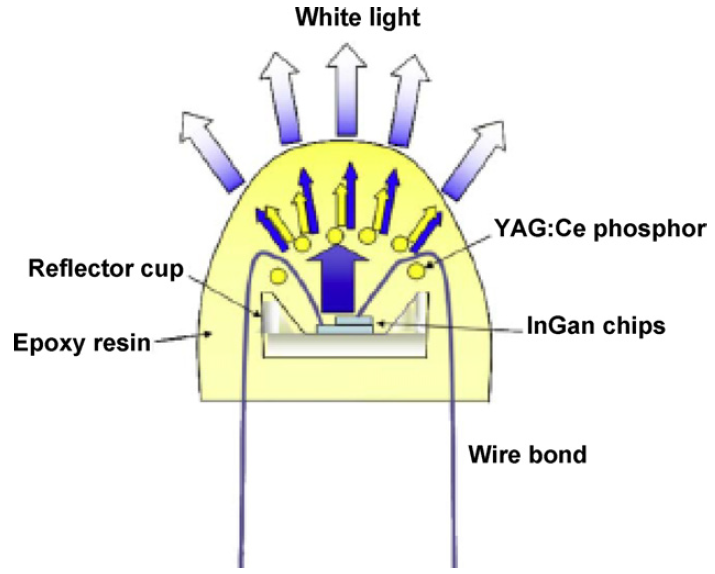 White light
YAG:Ce phosphor
Reflector cup
InGan chips
Epoxy resin
Wire bond